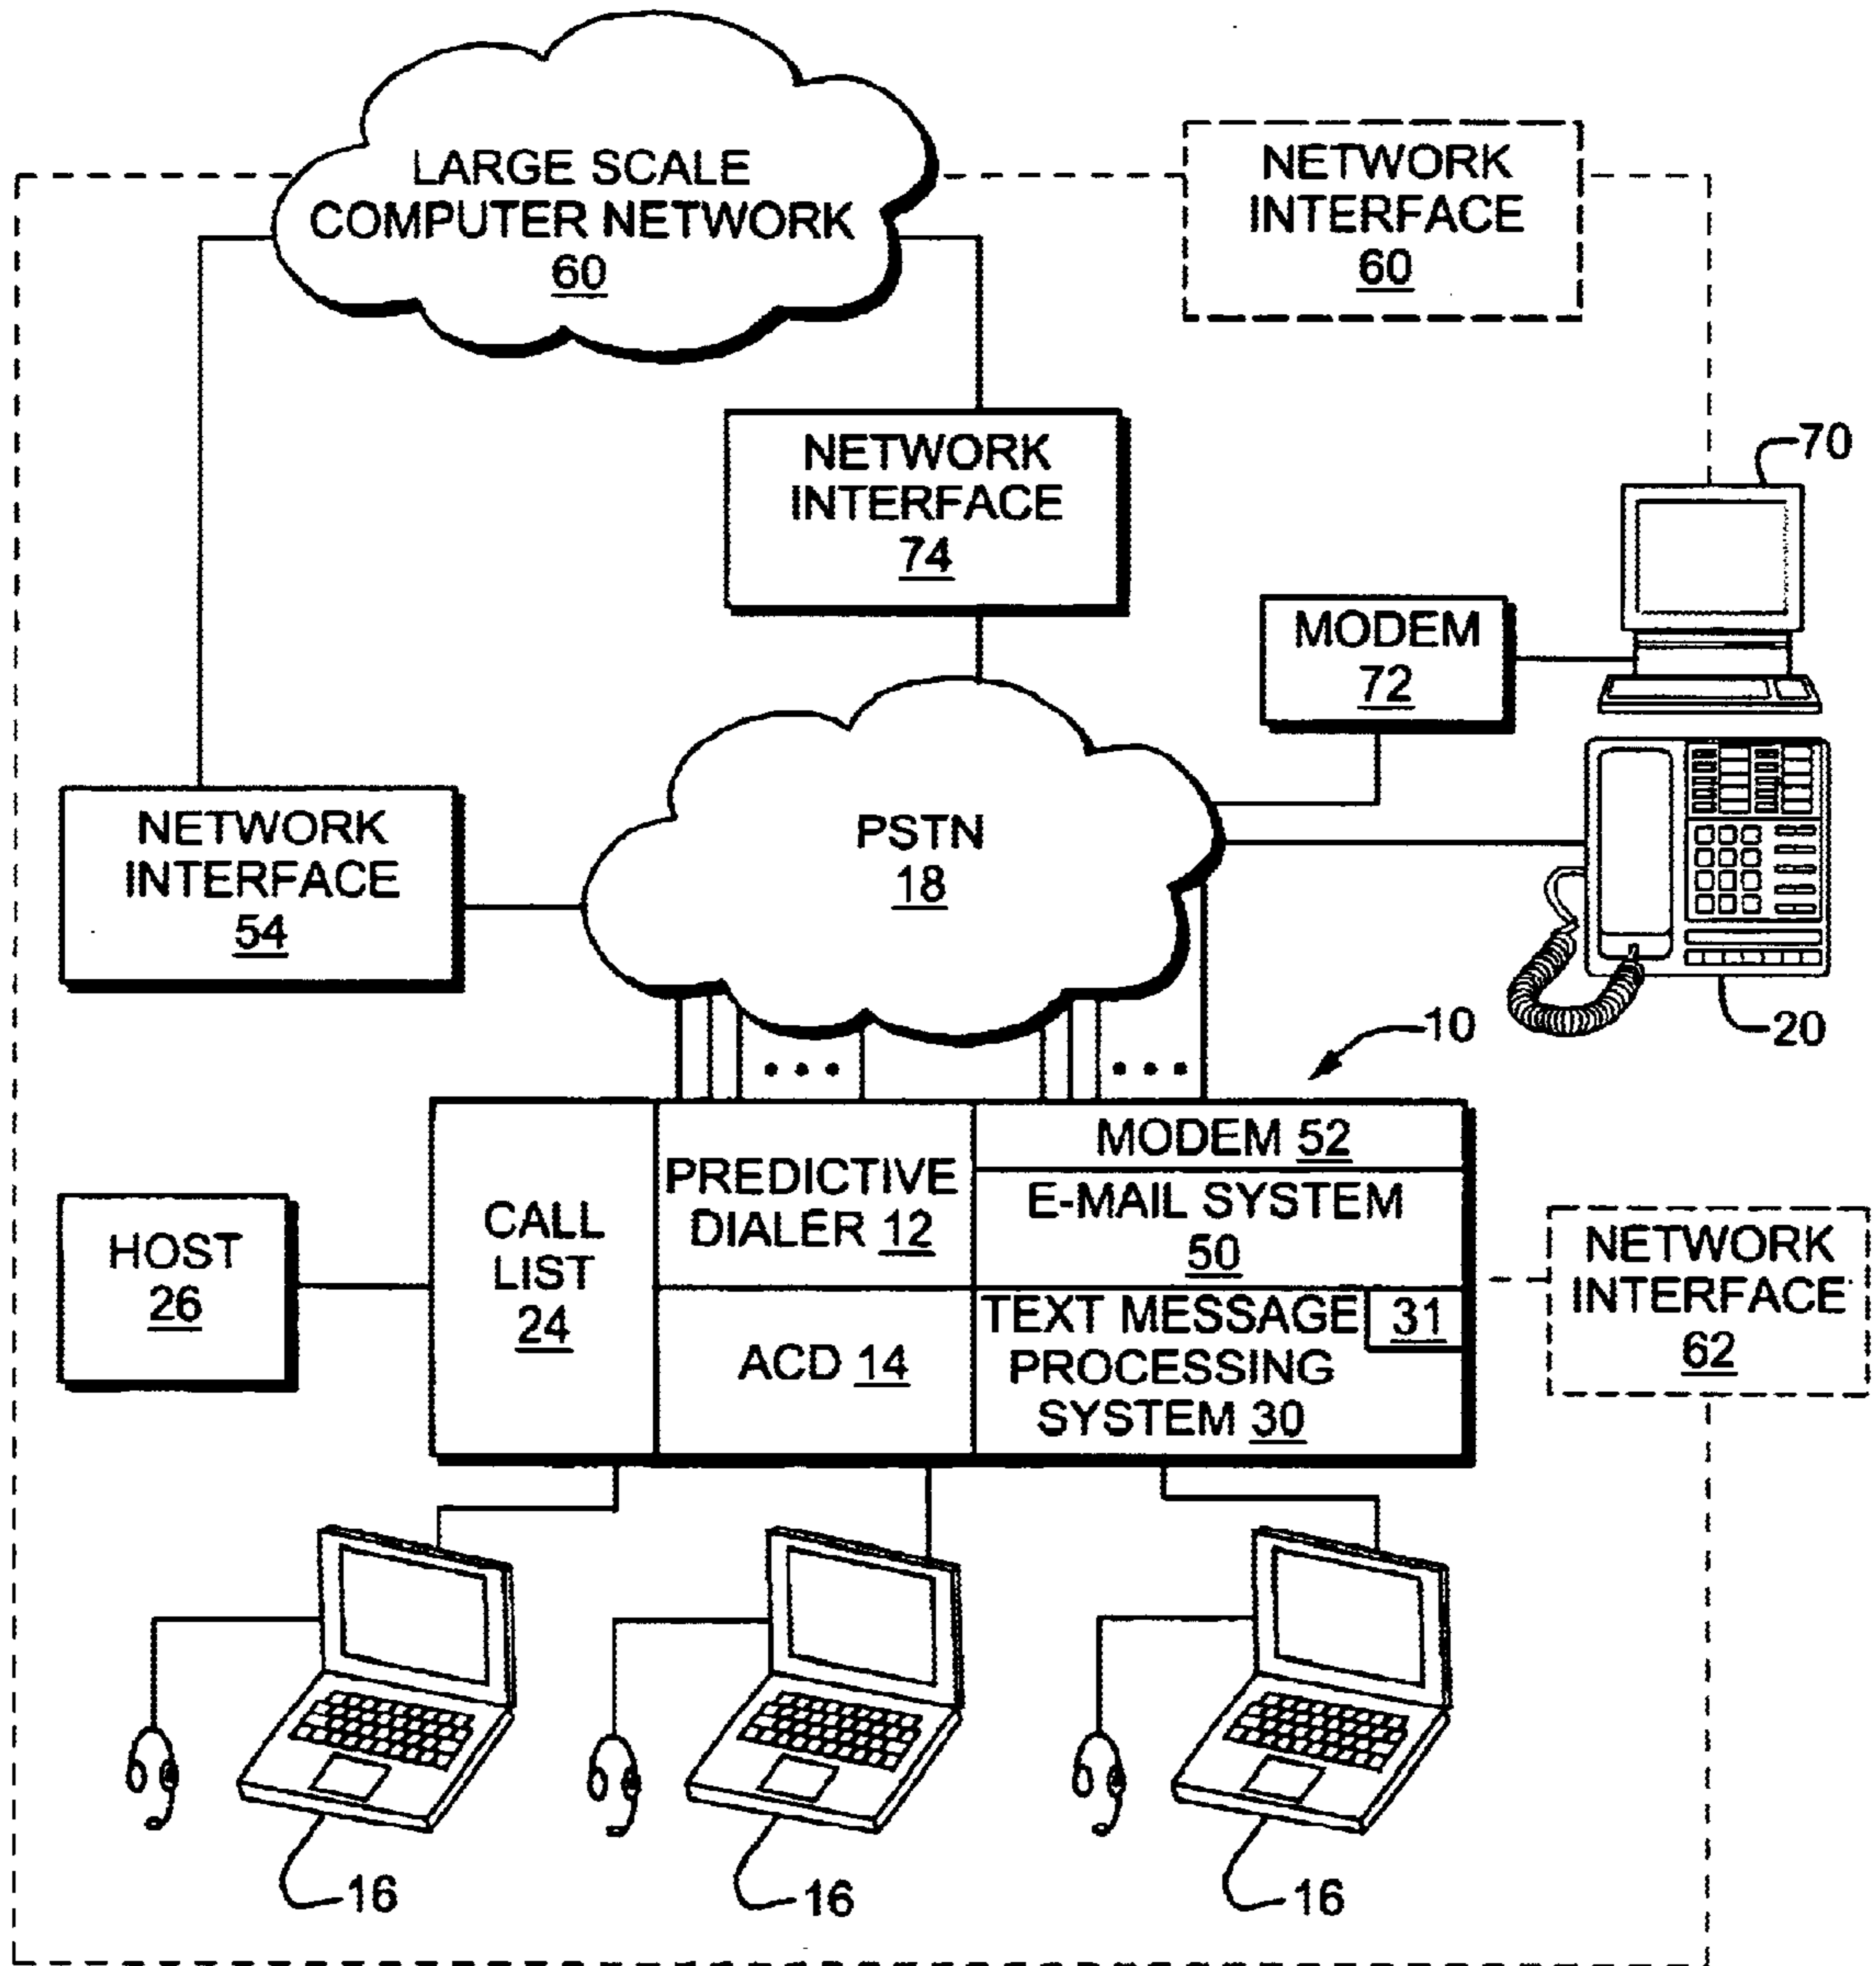 LARGE SCALE
COMPUTER NETWORK
60
NETWORK
INTERFACE
60
NETWORK
INTERFACE
74
70
MODEM
72
NETWORK
INTERFACE
54
PSTN
18
20
10
HOST
26
CALL
LIST
24
PREDICTIVE
DIALER 12
ACD 14
MODEM 52
E-MAIL SYSTEM
50
TEXT MESSAGE
PROCESSING
SYSTEM 30
31
NETWORK
INTERFACE
62
16
16
16